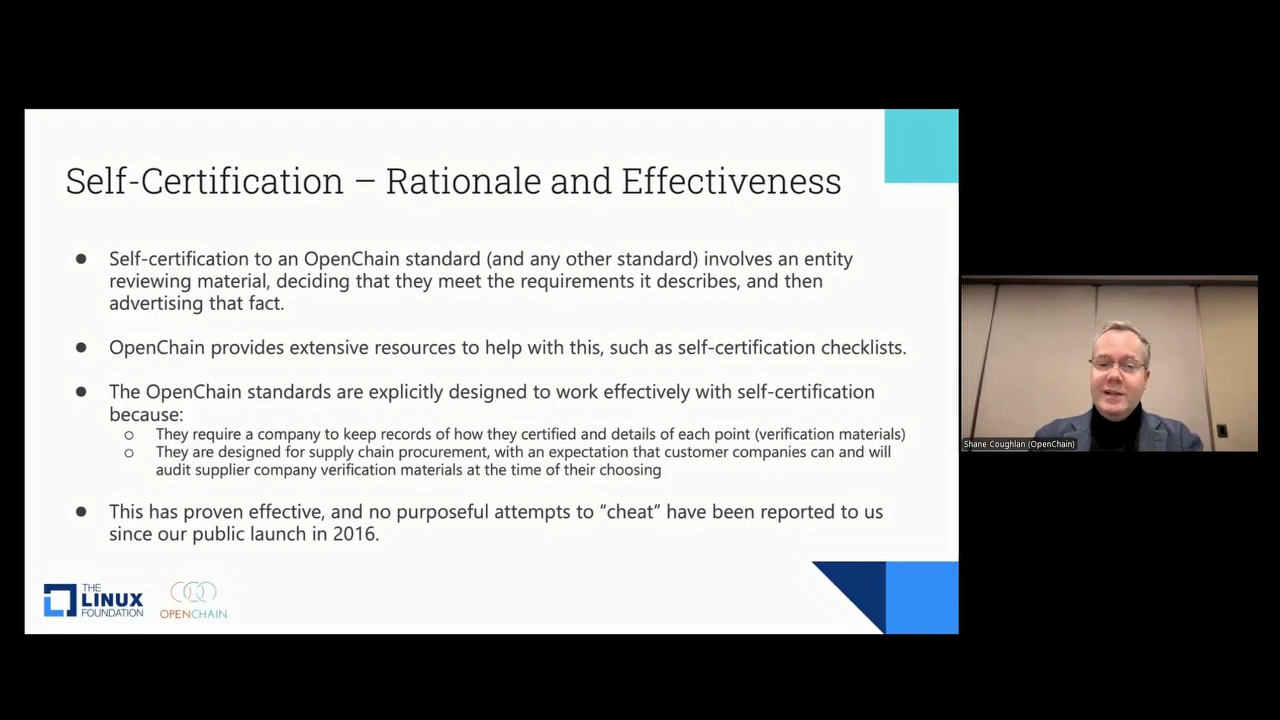 Self-Certification – Rationale and Effectiveness
● Self-certification to an OpenChain standard (and any other standard) involves an entity
reviewing material, deciding that they meet the requirements it describes, and then
advertising that fact.
● OpenChain provides extensive resources to help with this, such as self-certification checklists.
● The OpenChain standards are explicitly designed to work effectively with self-certification
because:
○ They require a company to keep records of how they certified and details of each point (verification materials)
○ They are designed for supply chain procurement, with an expectation that customer companies can and will
audit supplier company verification materials at the time of their choosing
● This has proven effective, and no purposeful attempts to “cheat” have been reported to us
since our public launch in 2016.
THE
LINUX
FOUNDATION
OPENCHAIN
Shane Coughlan (OpenChain)